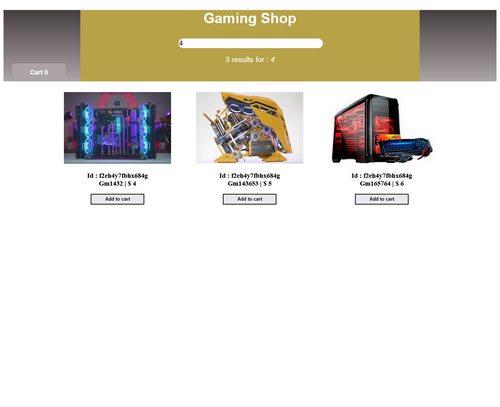 Gaming Shop
4
3 results for : 4
Cart 0
Id : f2eh4y7fbhx684g
Gm1432 | $ 4
Add to cart
Id : f2eh4y7fbhx684g
Gm143653 | $ 5
Add to cart
Id : f2eh4y7fbhx684g
Gm165764 | $ 6
Add to cart